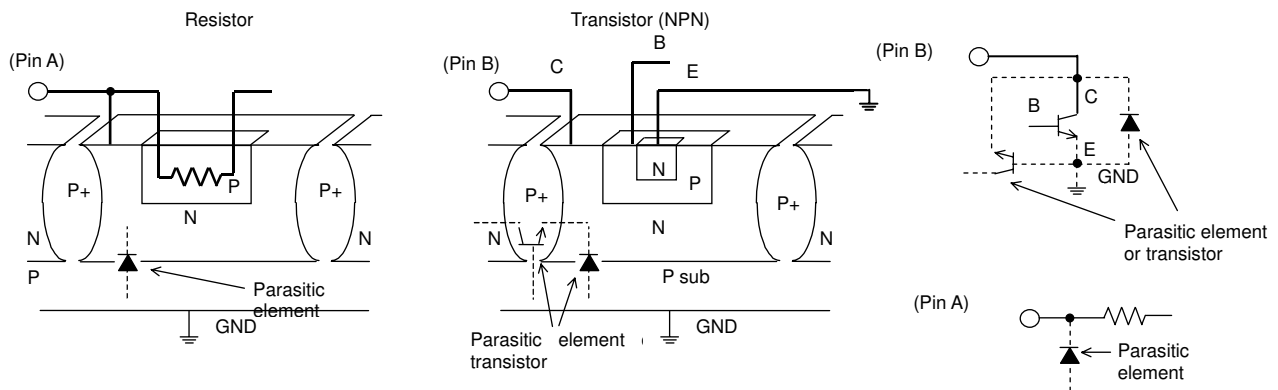 Resistor
Transistor (NPN)
(Pin A)
(Pin B)
C
B
E
(Pin B)
B
C
E
GND
P+
P
N
P+
N
N
P
P+
N
P
N
P+
N
N
P sub
Parasitic
element
GND
Parasitic element
transistor
GND
Parasitic element
or transistor
(Pin A)
Parasitic
element